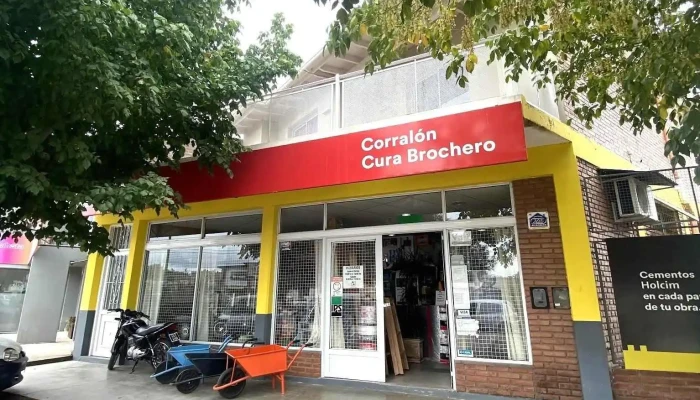 Corralón
Cura Brochero
Cementos
Holcim
en cada pa
de tu obra.